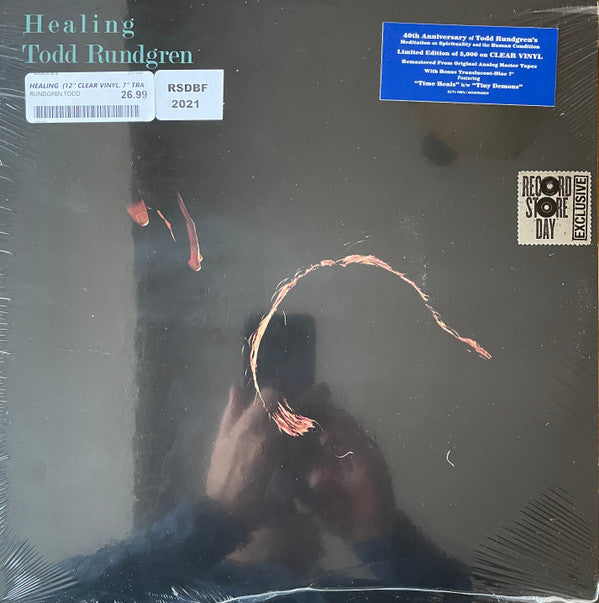 Healing
Todd Rundgren
HEALING (12" CLEAR VINYL, 7" TRA
RUNDGREN,TODD
26.99
RSDBF
2021
40th Anniversary of Todd Rundgren's
Meditation on Spirituality and the Human Condition
Limited Edition of 5,000 on CLEAR VINYL
Remastered From Original Analog Master Tapes
With Bonus Translucent-Blue 7"
Featuring
"Time Heals" b/w "Tiny Demons"
RECORD
STORE
DAY
EXCLUSIVE